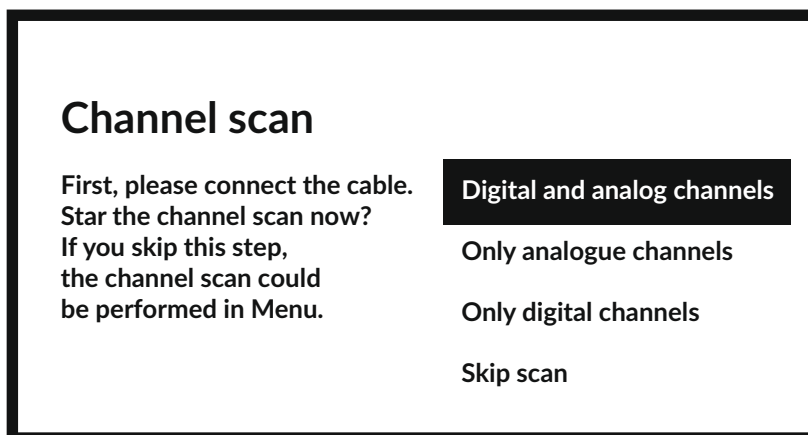 Channel scan
First, please connect the cable.
Star the channel scan now?
If you skip this step,
the channel scan could
be performed in Menu.
Digital and analog channels
Only analogue channels
Only digital channels
Skip scan